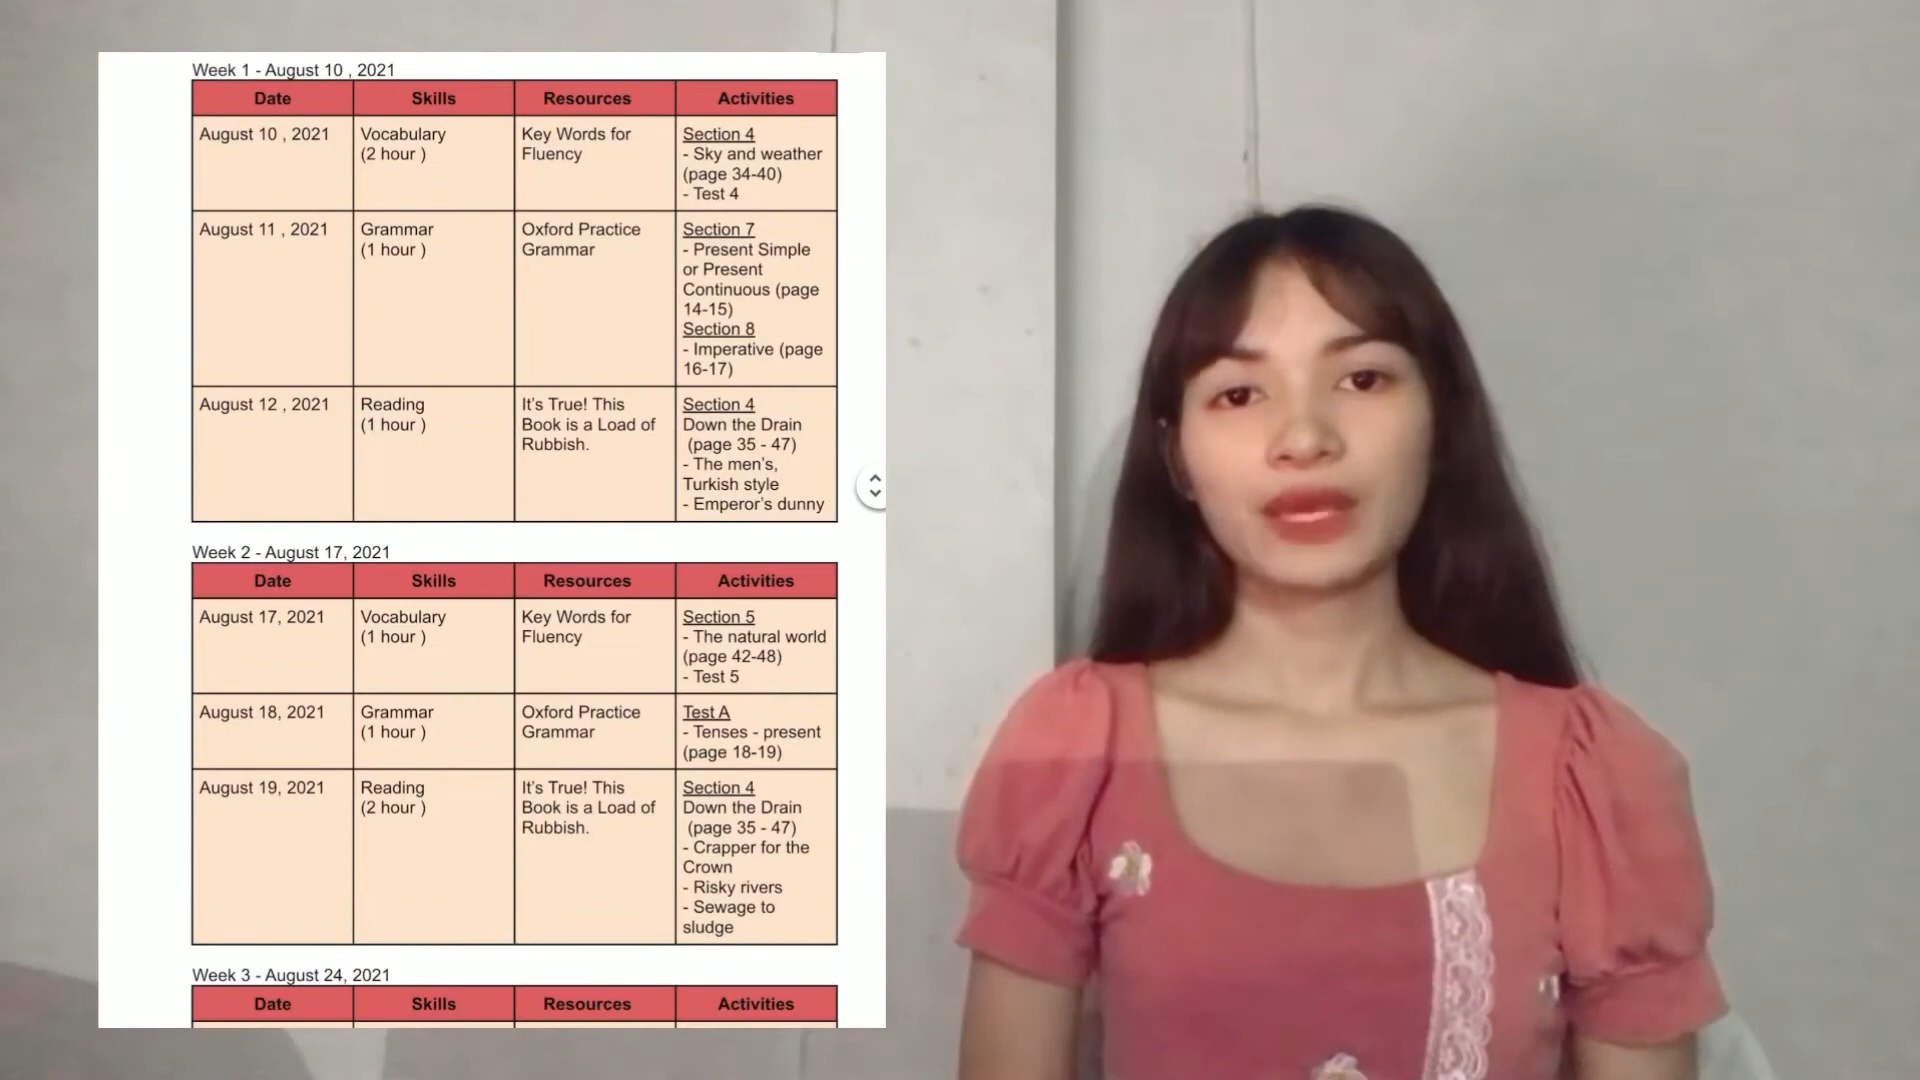 Week 1 - August 10 , 2021
Date Skills Resources Activities
August 10 , 2021
Vocabulary
(2 hour )
Key Words for
Fluency
Section 4
- Sky and weather
(page 34-40)
- Test 4
August 11 , 2021
Grammar
(1 hour )
Oxford Practice
Grammar
Section 7
- Present Simple
or Present
Continuous (page
14-15)
Section 8
- Imperative (page
16-17)
August 12 , 2021
Reading
(1 hour )
It's True! This
Book is a Load of
Rubbish.
Section 4
Down the Drain
(page 35 - 47)
- The men's,
Turkish style
- Emperor's dunny
Week 2 - August 17, 2021
Date Skills Resources Activities
August 17, 2021
Vocabulary
(1 hour )
Key Words for
Fluency
Section 5
- The natural world
(page 42-48)
- Test 5
August 18, 2021
Grammar
(1 hour )
Oxford Practice
Grammar
Test A
- Tenses - present
(page 18-19)
August 19, 2021
Reading
(2 hour )
It's True! This
Book is a Load of
Rubbish.
Section 4
Down the Drain
(page 35 - 47)
- Crapper for the
Crown
- Risky rivers
- Sewage to
sludge
Week 3 - August 24, 2021
Date Skills Resources Activities